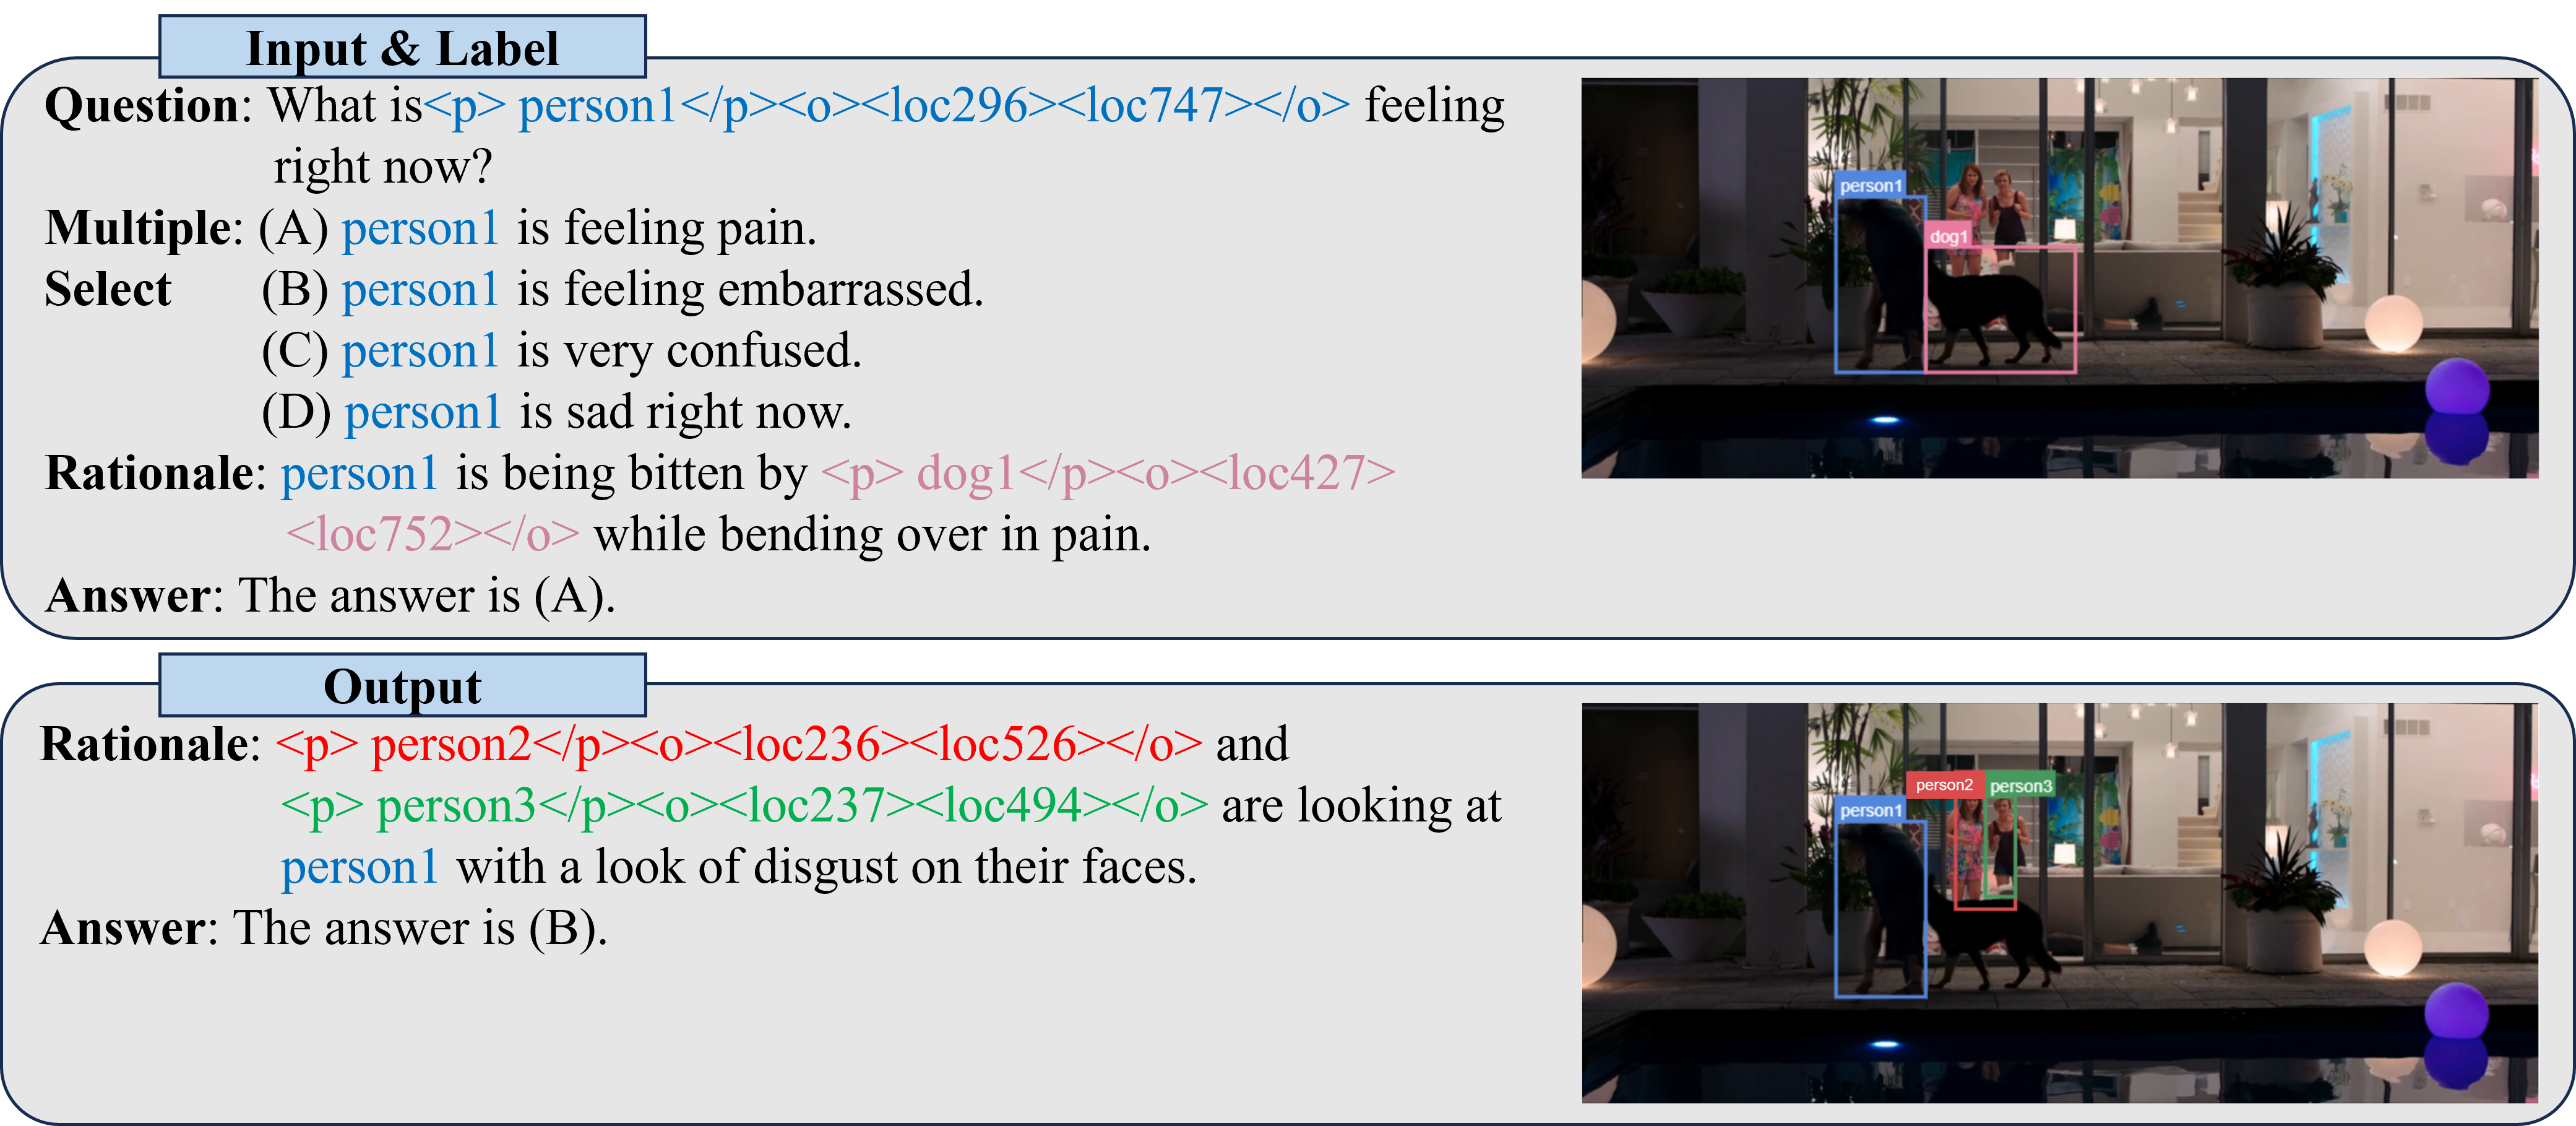 Input & Label
Question: What is<p> person1</p><o><loc296><loc747></o> feeling
right now?
Multiple: (A) person1 is feeling pain.
Select (B) person1 is feeling embarrassed.
(C) person1 is very confused.
(D) person1 is sad right now.
Rationale: person1 is being bitten by <p> dog1</p><o><loc427>
<loc752></o> while bending over in pain.
Answer: The answer is (A).
person1
dog1
Output
Rationale: <p> person2</p><o><loc236><loc526></o> and
<p> person3</p><o><loc237><loc494></o> are looking at
person1 with a look of disgust on their faces.
Answer: The answer is (B).
person2 person3
person1